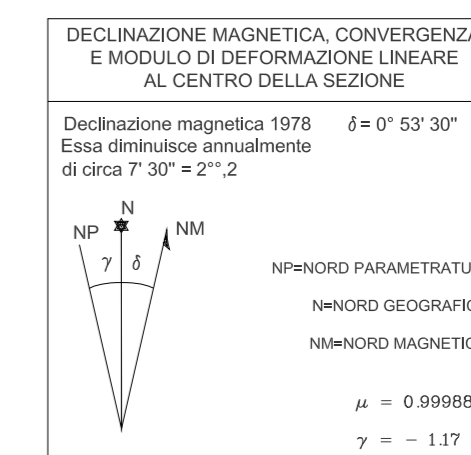 DECLINAZIONE MAGNETICA, CONVERGENZA
E MODULO DI DEFORMAZIONE LINEARE
AL CENTRO DELLA SEZIONE
Declinazione magnetica 1978 δ = 0° 53' 30"
Essa diminuisce annualmente
di circa 7' 30" = 2°°,2
N
NP NM
γ δ
NP=NORD PARAMETRATU
N=NORD GEOGRAFIC
NM=NORD MAGNETIC
μ = 0.99988
γ = - 1.17